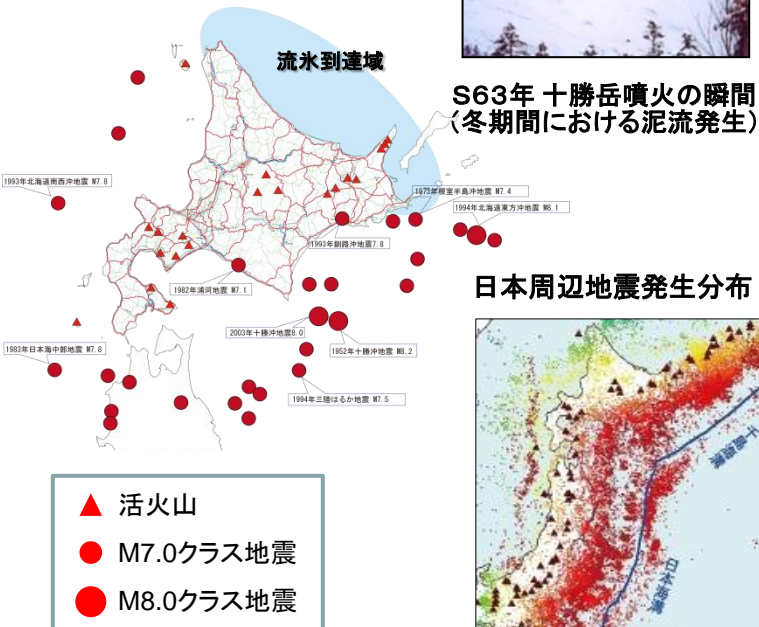 流氷到達域
S63年 十勝岳噴火の瞬間
(冬期間における泥流発生)
1993年北海道南西沖地震 M7.8
1973年根室半島沖地震 M7.4
1994年北海道東方沖地震 M8.1
1993年釧路沖地震7.8
1982年浦河地震 M7.1
日本周辺地震発生分布
2003年十勝沖地震8.0
1952年十勝沖地震 M8.2
1983年日本海中部地震 M7.8
1994年三陸はるか地震 M7.5
千島海溝
日本海溝
活火山
M7.0クラス地震
M8.0クラス地震